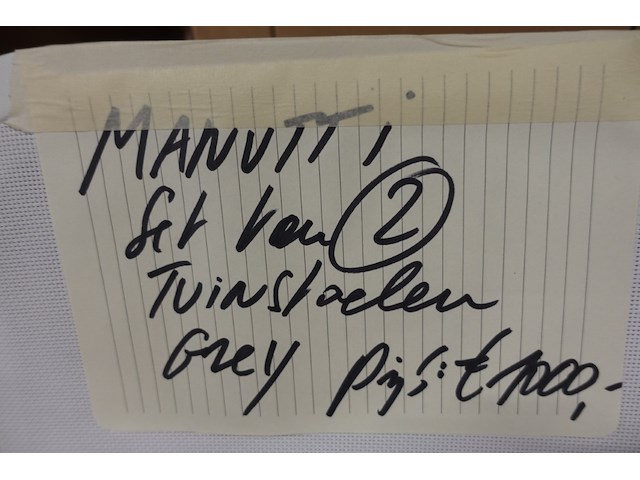 MANUTTI
Set van 2
Tuinstoelen
Grey Prijs: € 1000,-